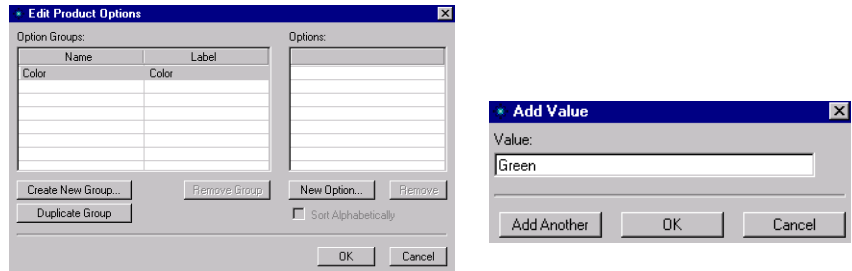 Edit Product Options
Option Groups:
Options:
Name Label
Color Color
Create New Group... Remove Group New Option... Remove
Duplicate Group Sort Alphabetically
OK Cancel
Add Value
Value:
Green
Add Another OK Cancel